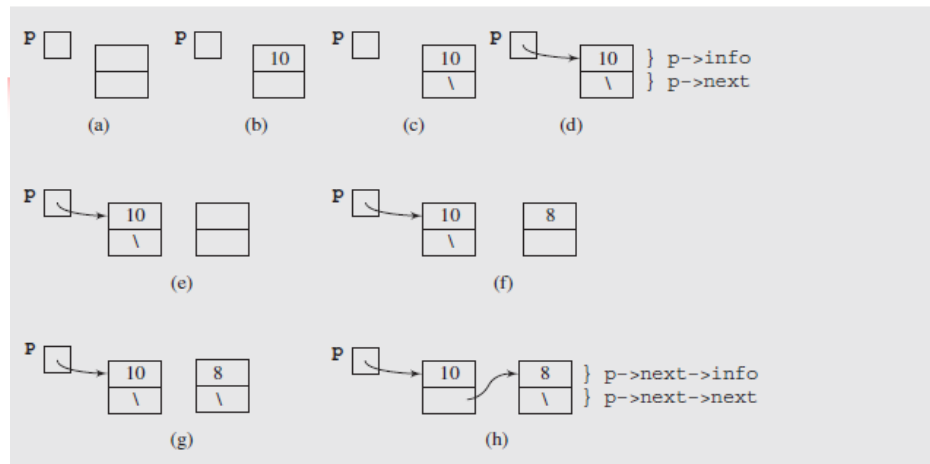 p p p p
10 10 10 } p->info
\ \ } p->next
(a) (b) (c) (d)
p p
10 10 8
\ \
(e) (f)
p p
10 8 10 8 } p->next->info
\ \ \ } p->next->next
(g) (h)